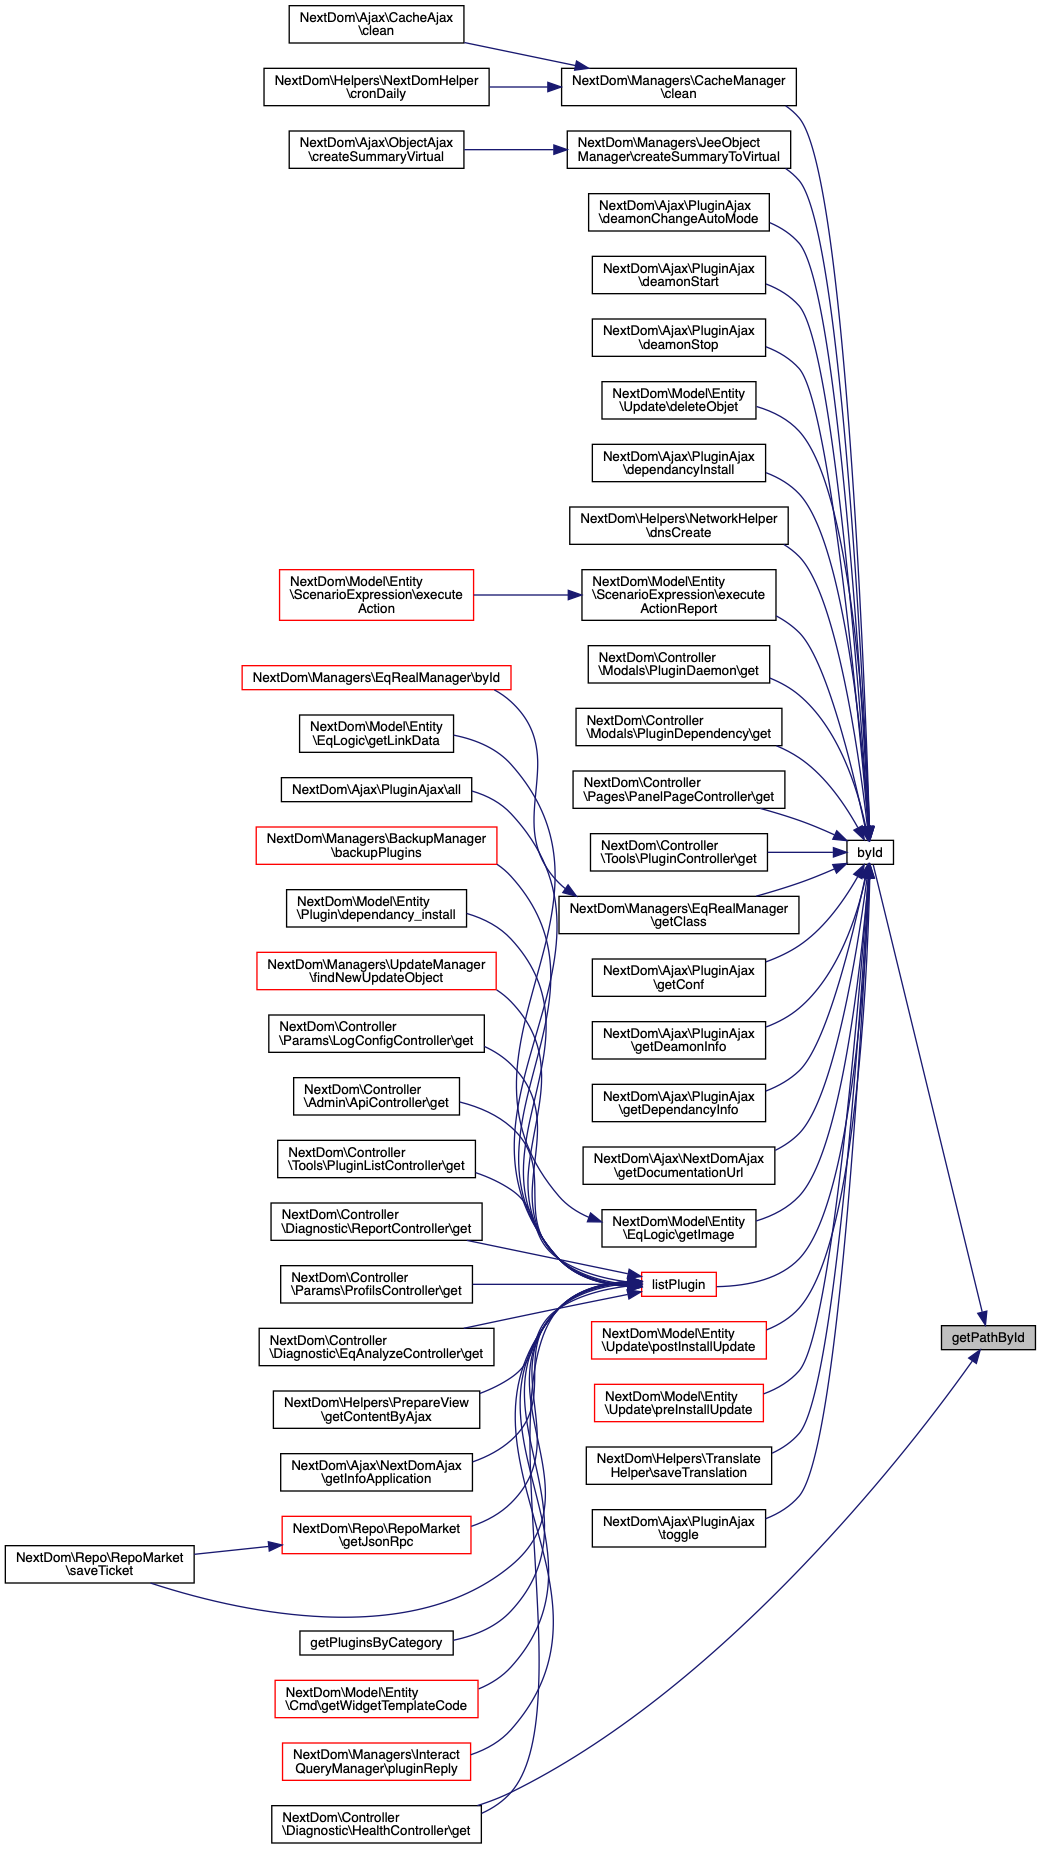 NextDom\Ajax\CacheAjax
\clean
NextDom\Helpers\NextDomHelper
\cronDaily
NextDom\Managers\CacheManager
\clean
NextDom\Ajax\ObjectAjax
\createSummaryVirtual
NextDom\Managers\JeeObject
Manager\createSummaryToVirtual
NextDom\Ajax\PluginAjax
\deamonChangeAutoMode
NextDom\Ajax\PluginAjax
\deamonStart
NextDom\Ajax\PluginAjax
\deamonStop
NextDom\Model\Entity
\Update\deleteObjet
NextDom\Ajax\PluginAjax
\dependancyInstall
NextDom\Helpers\NetworkHelper
\dnsCreate
NextDom\Model\Entity
\ScenarioExpression\execute
Action
NextDom\Model\Entity
\ScenarioExpression\execute
ActionReport
NextDom\Controller
\Modals\PluginDaemon\get
NextDom\Managers\EqRealManager\byId
NextDom\Model\Entity
\EqLogic\getLinkData
NextDom\Controller
\Modals\PluginDependency\get
NextDom\Ajax\PluginAjax\all
NextDom\Controller
\Pages\PanelPageController\get
NextDom\Managers\BackupManager
\backupPlugins
NextDom\Controller
\Tools\PluginController\get
byId
NextDom\Model\Entity
\Plugin\dependancy_install
NextDom\Managers\EqRealManager
\getClass
NextDom\Managers\UpdateManager
\findNewUpdateObject
NextDom\Ajax\PluginAjax
\getConf
NextDom\Controller
\Params\LogConfigController\get
NextDom\Ajax\PluginAjax
\getDeamonInfo
NextDom\Controller
\Admin\ApiController\get
NextDom\Ajax\PluginAjax
\getDependancyInfo
NextDom\Controller
\Tools\PluginListController\get
NextDom\Ajax\NextDomAjax
\getDocumentationUrl
NextDom\Controller
\Diagnostic\ReportController\get
NextDom\Model\Entity
\EqLogic\getImage
NextDom\Controller
\Params\ProfilsController\get
listPlugin
getPathById
NextDom\Controller
\Diagnostic\EqAnalyzeController\get
NextDom\Model\Entity
\Update\postInstallUpdate
NextDom\Helpers\PrepareView
\getContentByAjax
NextDom\Model\Entity
\Update\preInstallUpdate
NextDom\Ajax\NextDomAjax
\getInfoApplication
NextDom\Helpers\Translate
Helper\saveTranslation
NextDom\Repo\RepoMarket
\getJsonRpc
NextDom\Ajax\PluginAjax
\toggle
NextDom\Repo\RepoMarket
\saveTicket
getPluginsByCategory
NextDom\Model\Entity
\Cmd\getWidgetTemplateCode
NextDom\Managers\Interact
QueryManager\pluginReply
NextDom\Controller
\Diagnostic\HealthController\get